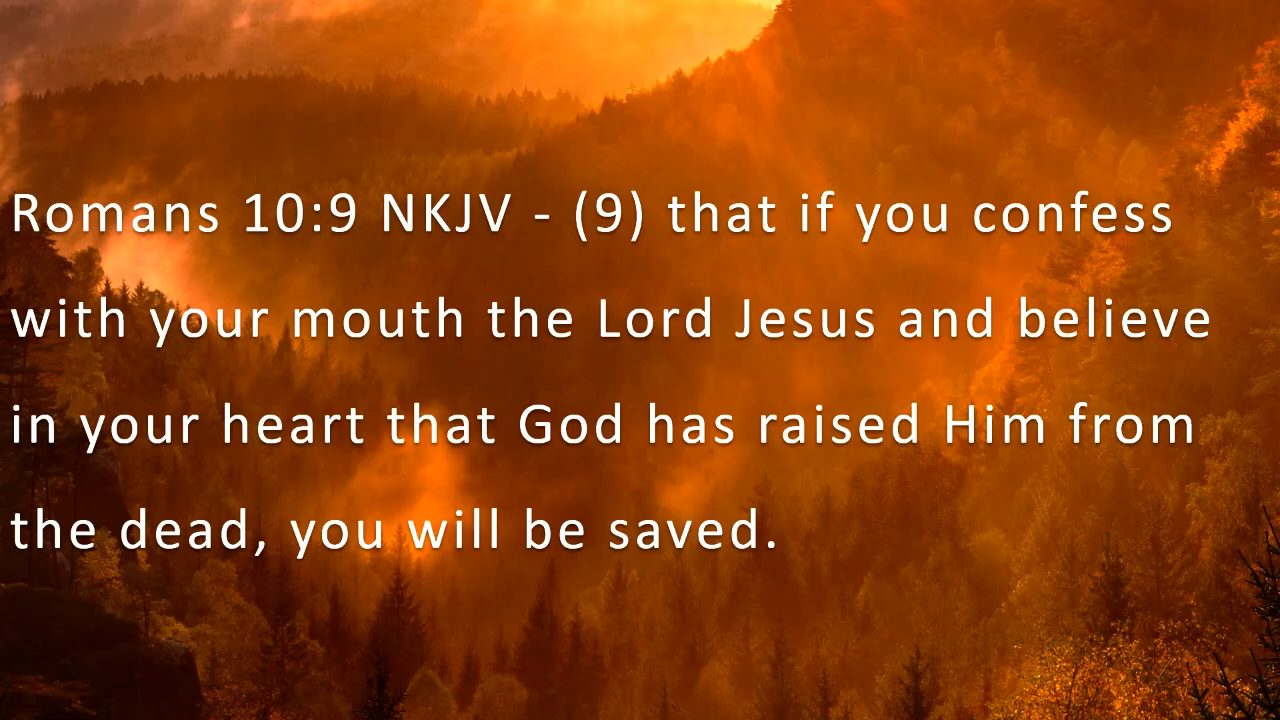 Romans 10:9 NKJV - (9) that if you confess
with your mouth the Lord Jesus and believe
in your heart that God has raised Him from
the dead, you will be saved.